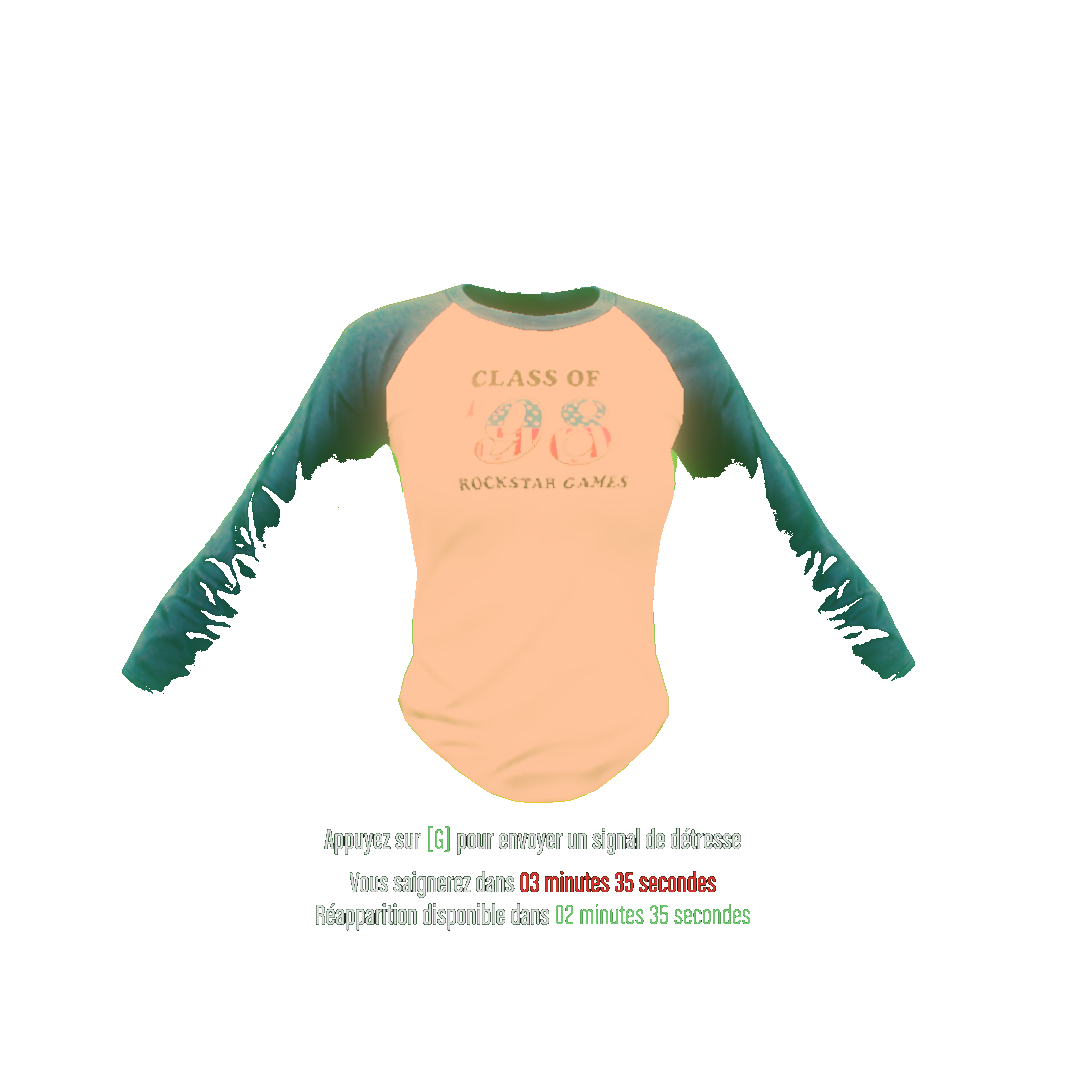 CLASS OF
'98
ROCKSTAR GAMES
Appuyez sur [G] pour envoyer un signal de détresse
Vous saignerez dans 03 minutes 35 secondes
Réapparition disponible dans 02 minutes 35 secondes